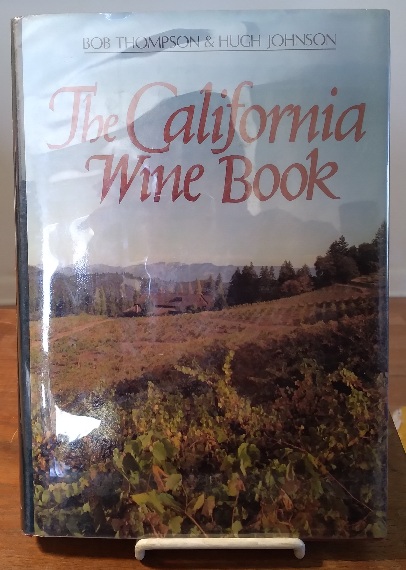 BOB THOMPSON & HUGH JOHNSON
The California
Wine Book